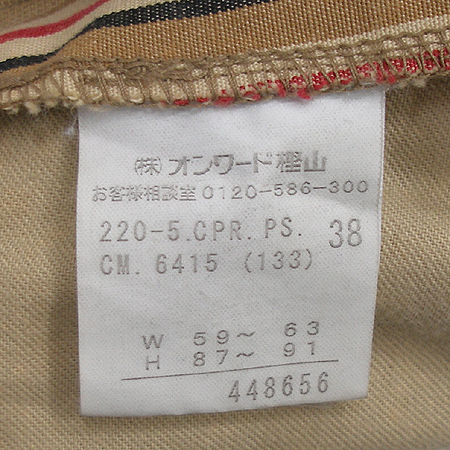 (株) オンワード樫山
お客様相談室 0120-586-300
220-5.CPR.PS. 38
CM. 6415 (133)
W 59〜 63
H 87〜 91
448656